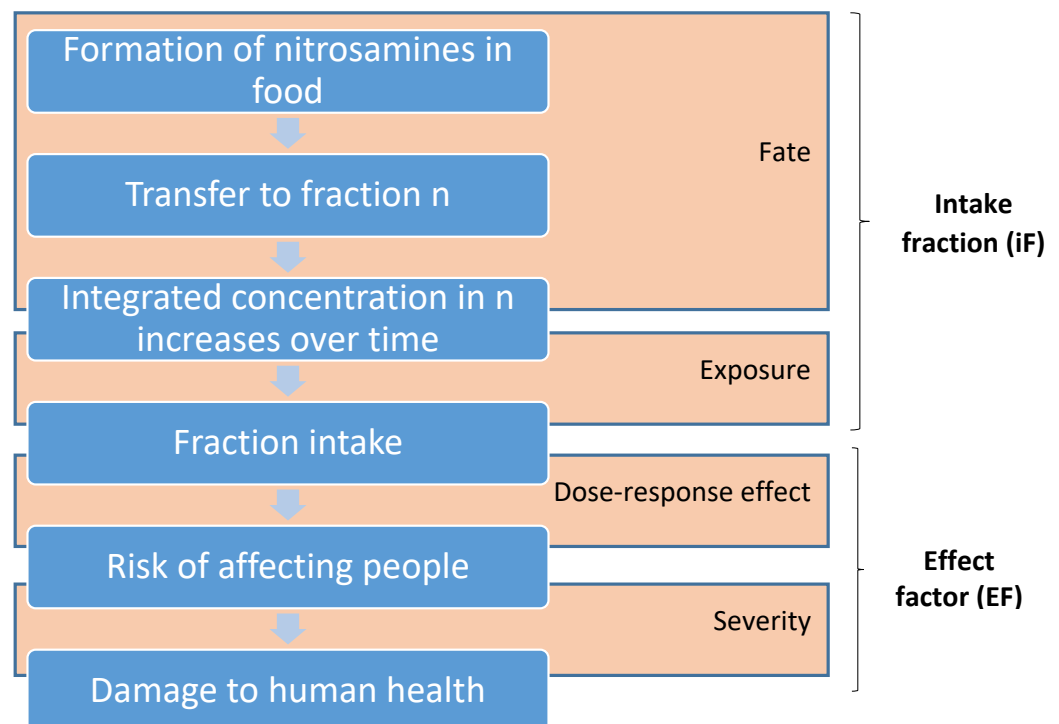 Formation of nitrosamines in
food
Fate
Transfer to fraction n
Intake
fraction (iF)
Integrated concentration in n
increases over time
Exposure
Fraction intake
Dose-response effect
Risk of affecting people
Effect
factor (EF)
Severity
Damage to human health